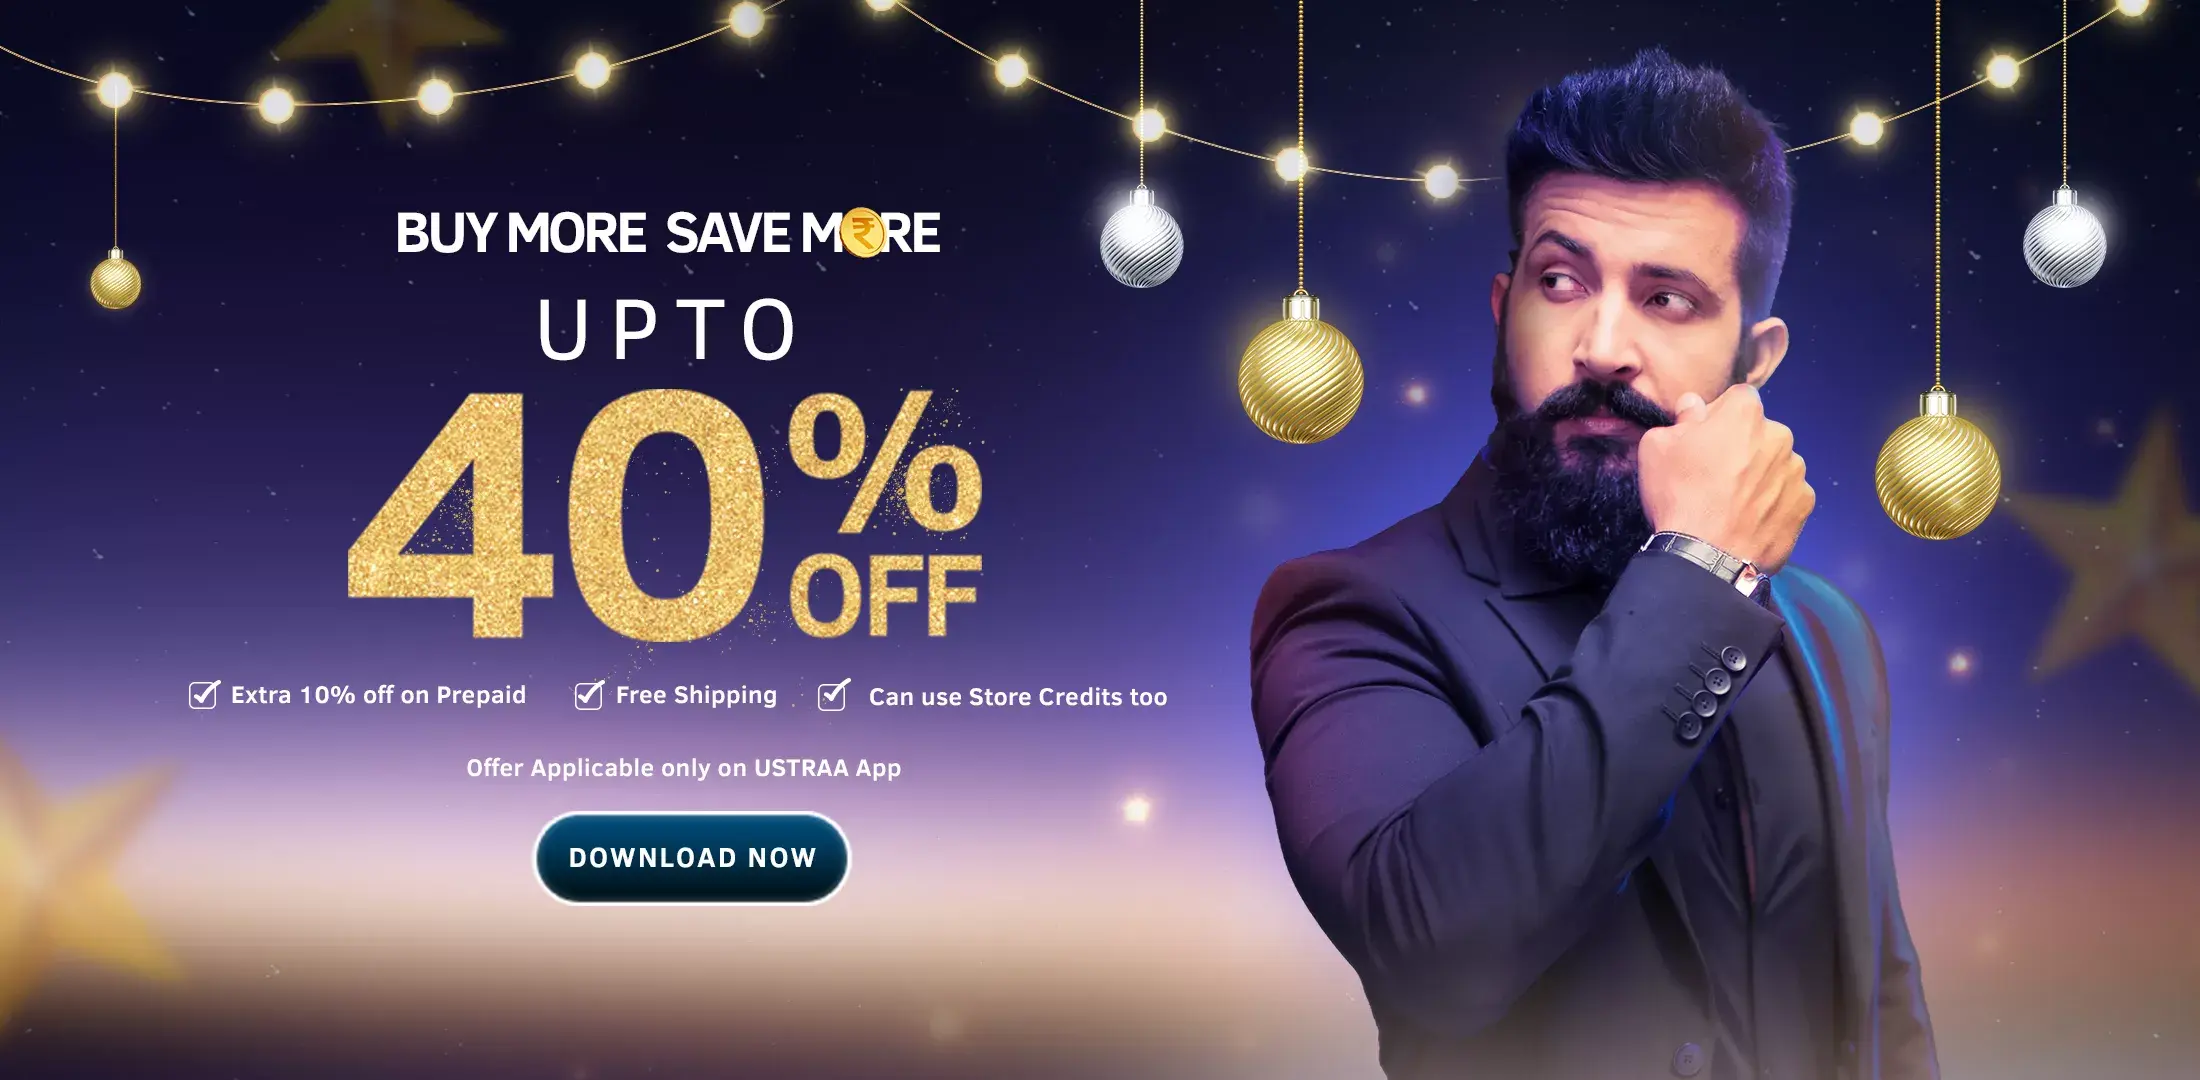 BUY MORE SAVE M₹RE
UPTO
40%
OFF
Extra 10% off on Prepaid Free Shipping Can use Store Credits too
Offer Applicable only on USTRAA App
DOWNLOAD NOW